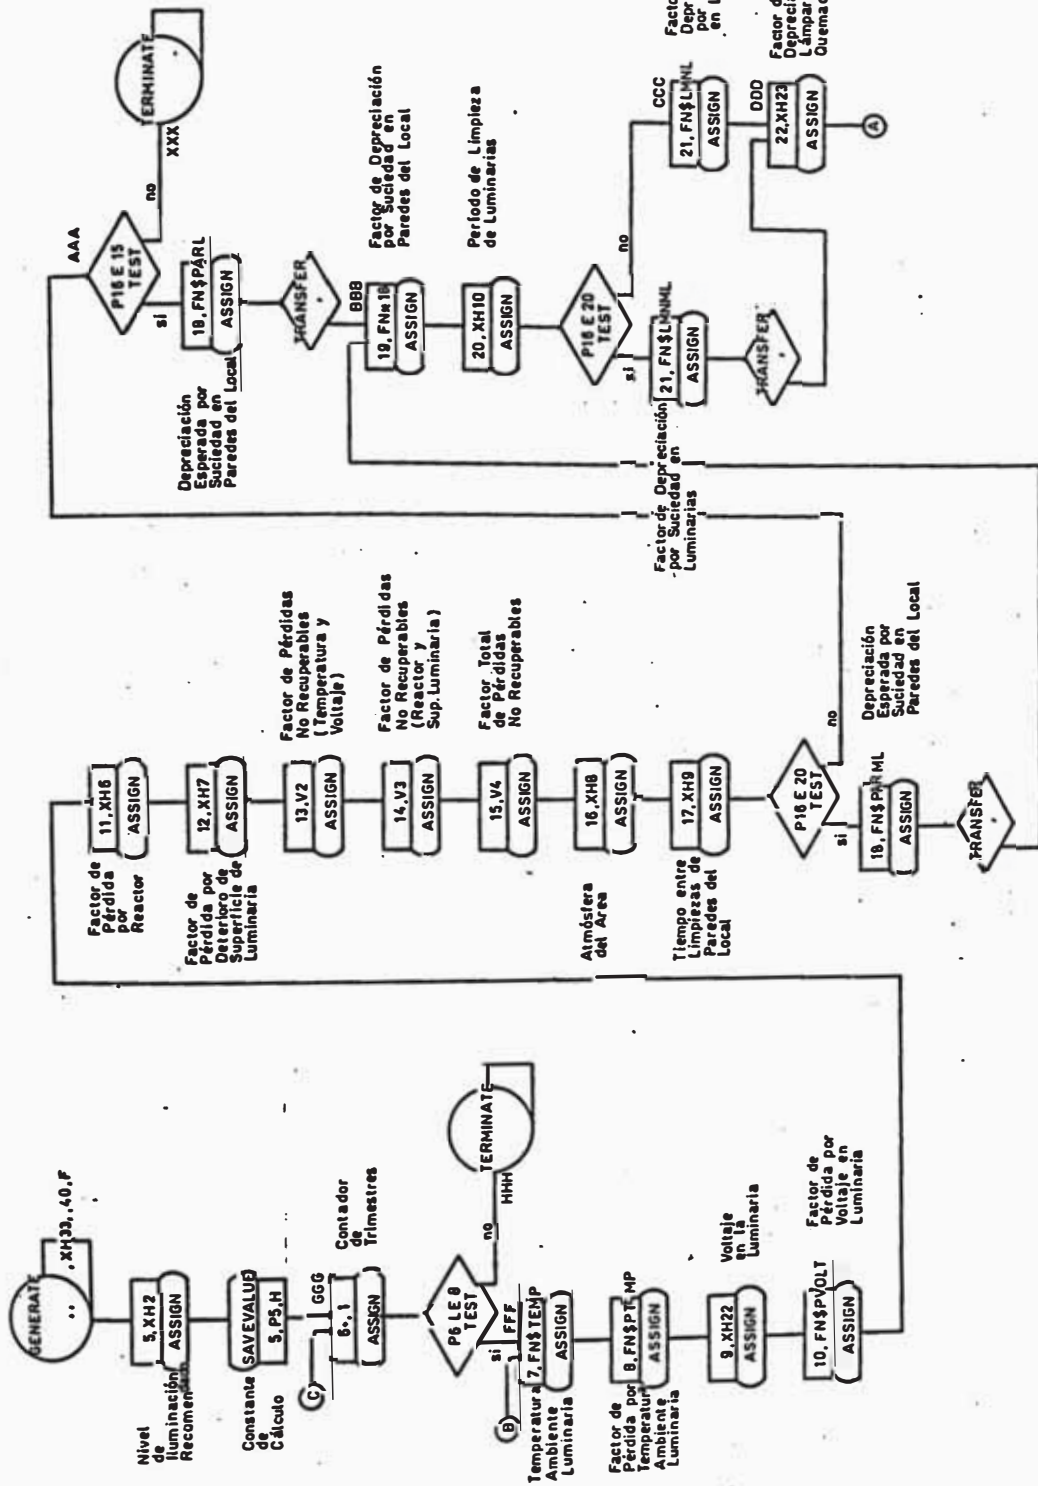 GENERATE
, ,
,XH33,,40,F
5,XH2
ASSIGN
Nivel
de
Iluminación
SAVEVALUE
5,P5,H
Constante
de
Cálculo
C
GGG
6+,1
ASSIGN
Contador
de
Trimestres
P6 LE 8
TEST
no
HHH
TERMINATE
si
FFF
B
7,FN$TEMP
ASSIGN
Temperatura
Ambiente
Luminaria
ASSIGN
Factor de
Pérdida por
Ambiente
Luminaria
9,XH22
ASSIGN
Voltaje
en la
Luminaria
10,FN$PVOLT
ASSIGN
Factor de
Pérdida por
Voltaje en
Luminaria
11,XH6
ASSIGN
Factor de
Pérdida
por
Reactor
12,XH7
ASSIGN
Factor de
Pérdida por
Deterioro de
Superficie de
Luminaria
13,V2
ASSIGN
Factor de Pérdidas
No Recuperables
(Temperatura y
Voltaje)
14,V3
ASSIGN
Factor de Pérdidas
No Recuperables
(Reactor y
Sup.Luminaria)
15,V4
ASSIGN
Factor Total
de Pérdidas
No Recuperables
16,XH8
ASSIGN
Atmósfera
del Area
17,XH9
ASSIGN
Tiempo entre
Limpiezas de
Paredes del
Local
P16 E 20
TEST
no
si
18,FN$PARML
ASSIGN
Depreciación
Esperada por
Suciedad en
Paredes del Local
TRANSFER
,
AAA
P16 E 15
TEST
no
XXX
TERMINATE
si
18,FN$PARL
ASSIGN
Depreciación
Esperada por
Suciedad en
Paredes del Local
TRANSFER
,
BBB
19,FN*18
ASSIGN
Factor de Depreciación
por Suciedad en
Paredes del Local
20,XH10
ASSIGN
Período de Limpieza
de Luminarias
P16 E 20
TEST
no
si
21,FN$LMNML
ASSIGN
Factor de Depreciación
por Suciedad en
Luminarias
TRANSFER
,
CCC
21,FN$LMNL
ASSIGN
por
DDD
22,XH23
ASSIGN
A